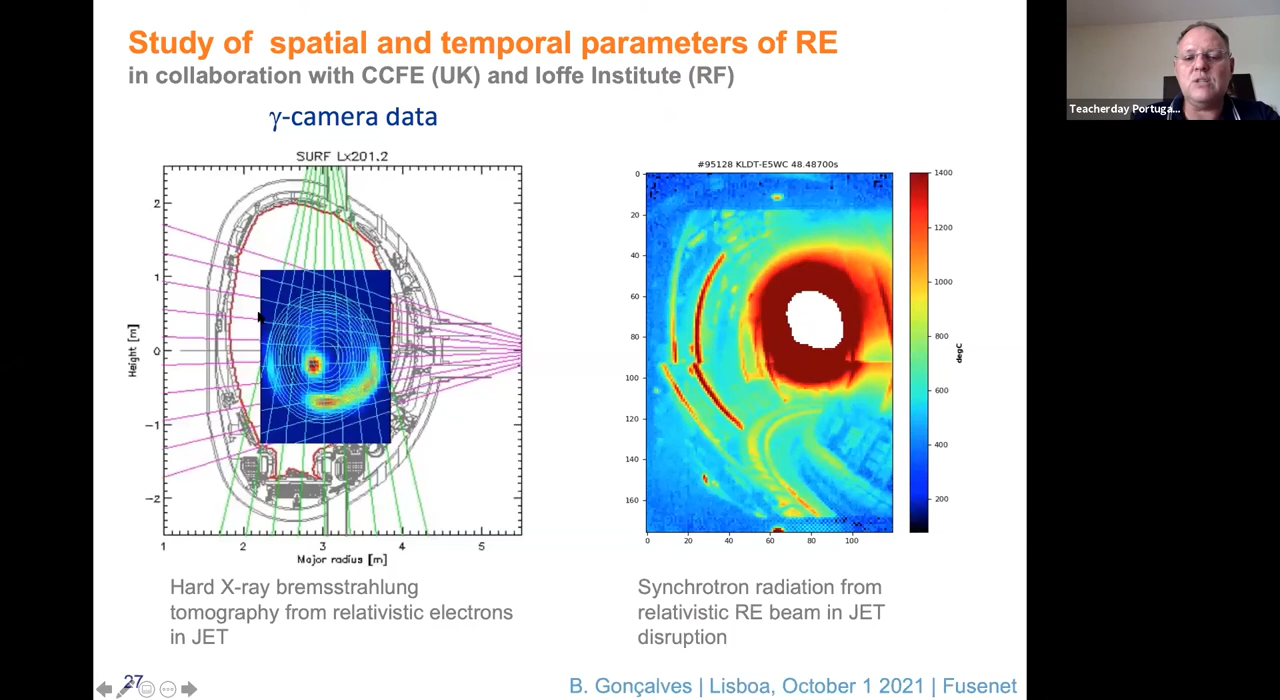 Study of spatial and temporal parameters of RE
in collaboration with CCFE (UK) and Ioffe Institute (RF)
γ-camera data
SURF Lx201.2
2
1
0
−1
−2
Height [m]
1 2 3 4 5
Major radius [m]
Hard X-ray bremsstrahlung
tomography from relativistic electrons
in JET
#95128 KLDT-E5WC 48.48700s
0
20
40
60
80
100
120
140
160
0 20 40 60 80 100
1400
1200
1000
800
600
400
200
degC
Synchrotron radiation from
relativistic RE beam in JET
disruption
27
B. Gonçalves | Lisboa, October 1 2021 | Fusenet
Teacherday Portuga...